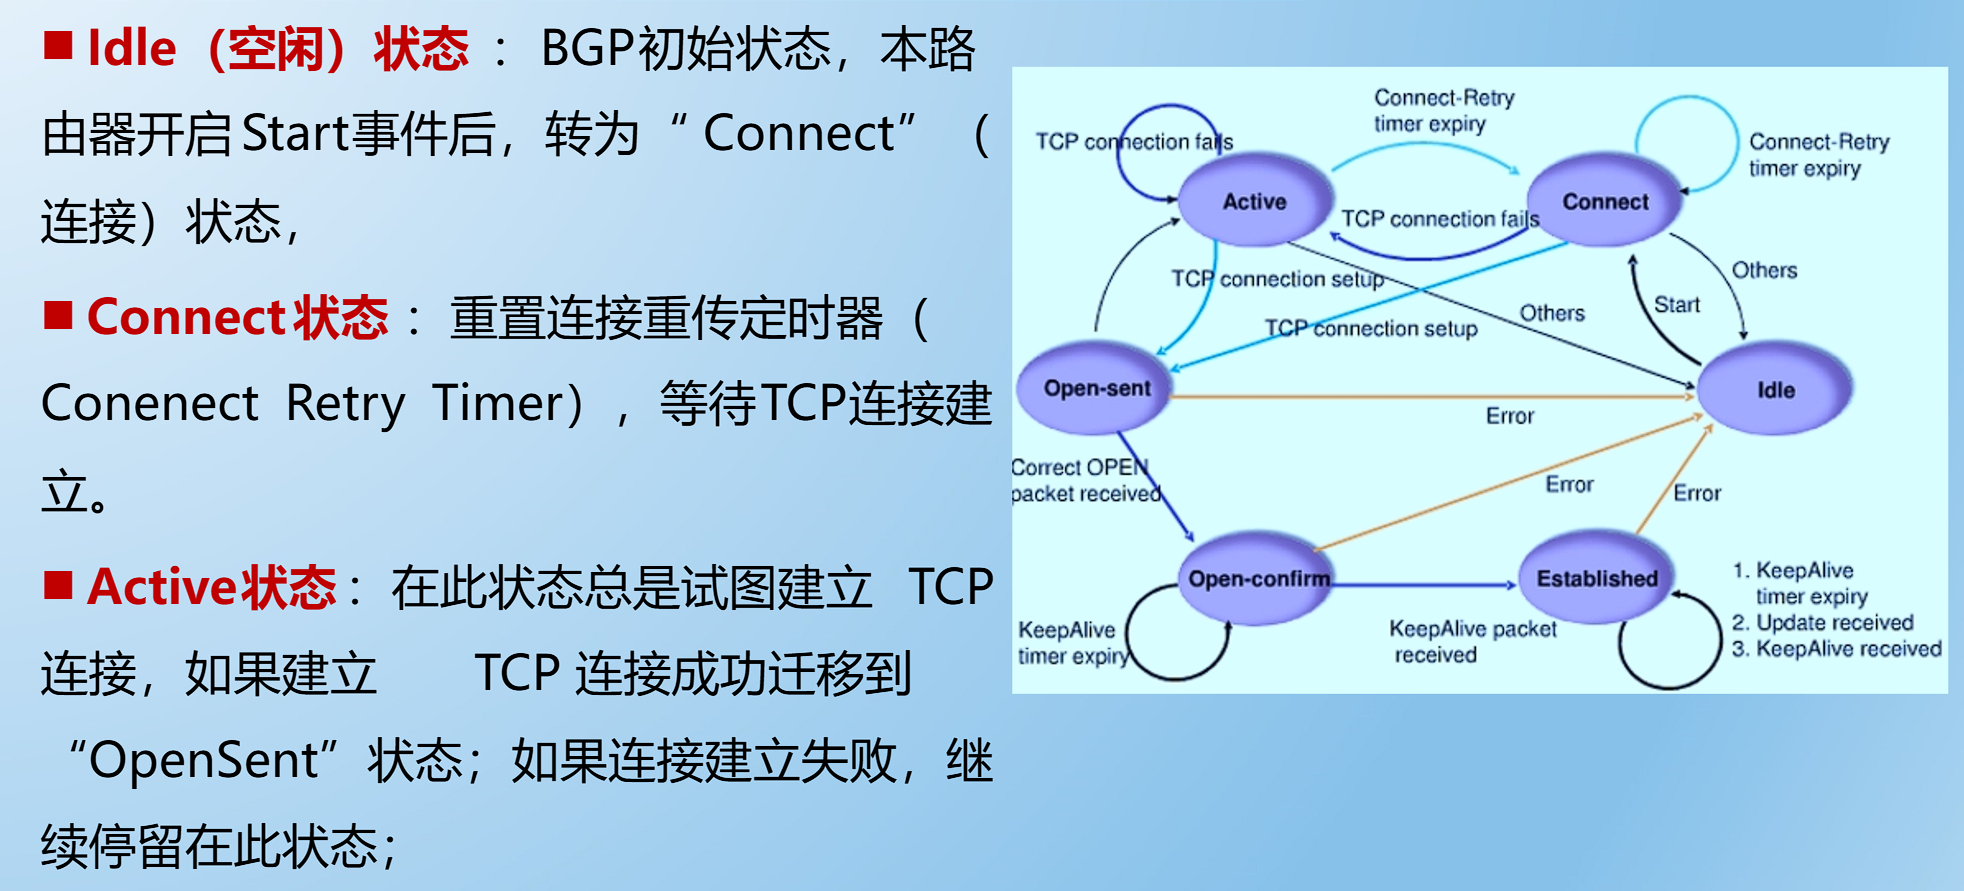 ■ Idle（空闲）状态 ： BGP初始状态，本路
由器开启 Start事件后，转为 “ Connect” （
连接）状态，
■ Connect状态 ：重置连接重传定时器（
Conenect Retry Timer），等待TCP连接建
立。
■ Active状态 ：在此状态总是试图建立 TCP
连接，如果建立 TCP 连接成功迁移到
“OpenSent”状态；如果连接建立失败，继
续停留在此状态；
Connect-Retry
timer expiry
TCP connection fails
Connect-Retry
timer expiry
Active
Connect
TCP connection fails
TCP connection setup
Others
Start
Others
TCP connection setup
Open-sent
Idle
Error
Correct OPEN
packet received
Error
Error
Open-confirm
Established
KeepAlive
timer expiry
KeepAlive packet
received
1. KeepAlive
timer expiry
2. Update received
3. KeepAlive received